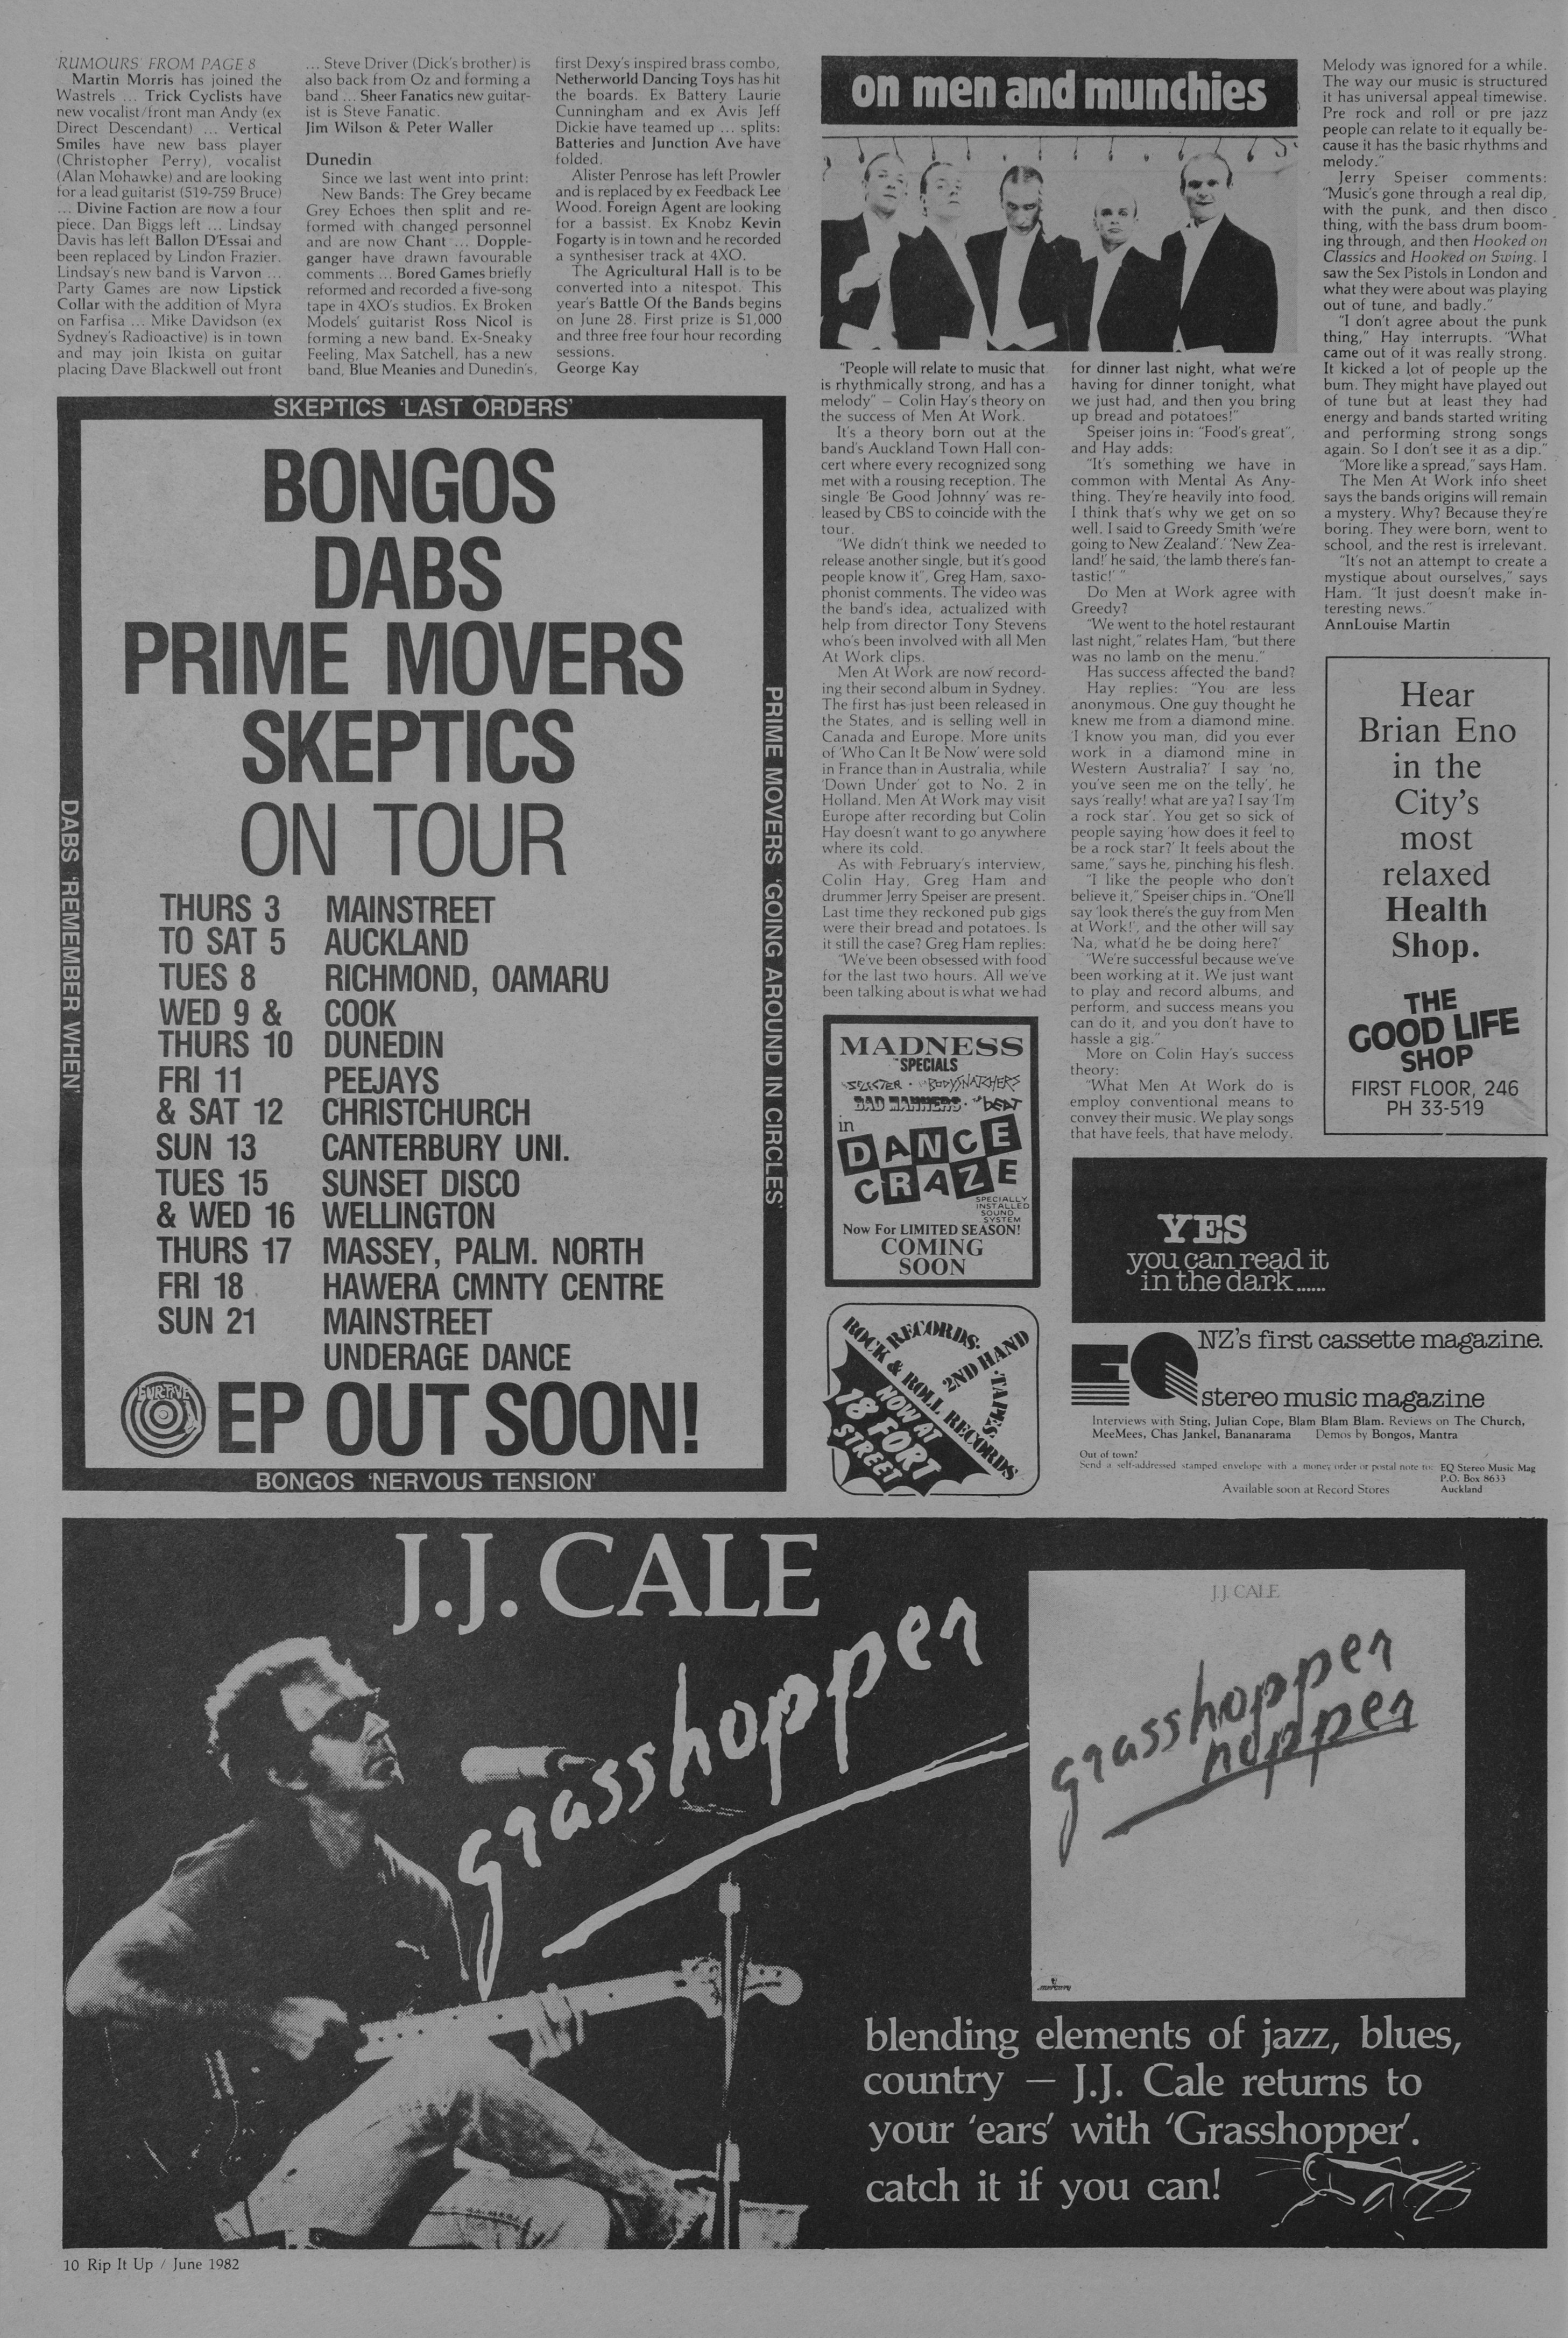 'RUMOURS' FROM PAGE 8
Martin Morris has joined the
Wastrels ... Trick Cyclists have
new vocalist/front man Andy (ex
Direct Descendant) ... Vertical
Smiles have new bass player
(Christopher Perry), vocalist
(Alan Mohawke) and are looking
for a lead guitarist (519-759 Bruce)
... Divine Faction are now a four
piece. Dan Biggs left ... Lindsay
Davis has left Ballon D'Essai and
been replaced by Lindon Frazier.
Lindsay's new band is Varvon ...
Party Games are now Lipstick
Collar with the addition of Myra
on Farfisa ... Mike Davidson (ex
Sydney's Radioactive) is in town
and may join Ikista on guitar
placing Dave Blackwell out front
... Steve Driver (Dick's brother) is
also back from Oz and forming a
band ... Sheer Fanatics new guitar-
ist is Steve Fanatic.
Jim Wilson & Peter Waller
Dunedin
Since we last went into print:
New Bands: The Grey became
Grey Echoes then split and re-
formed with changed personnel
and are now Chant ... Dopple-
ganger have drawn favourable
comments ... Bored Games briefly
reformed and recorded a five-song
tape in 4XO's studios. Ex Broken
Models' guitarist Ross Nicol is
forming a new band. Ex-Sneaky
Feeling, Max Satchell, has a new
band, Blue Meanies and Dunedin's,
first Dexy's inspired brass combo,
Netherworld Dancing Toys has hit
the boards. Ex Battery Laurie
Cunningham and ex Avis Jeff
Dickie have teamed up ... splits:
Batteries and Junction Ave have
folded.
Alister Penrose has left Prowler
and is replaced by ex Feedback Lee
Wood. Foreign Agent are looking
for a bassist. Ex Knobz Kevin
Fogarty is in town and he recorded
a synthesiser track at 4XO.
The Agricultural Hall is to be
converted into a nitespot. This
year's Battle Of the Bands begins
on June 28. First prize is $1,000
and three free four hour recording
sessions.
George Kay
SKEPTICS 'LAST ORDERS'
BONGOS
DABS
PRIME MOVERS
SKEPTICS
ON TOUR
THURS 3 MAINSTREET
TO SAT 5 AUCKLAND
TUES 8 RICHMOND, OAMARU
WED 9 & COOK
THURS 10 DUNEDIN
FRI 11 PEEJAYS
& SAT 12 CHRISTCHURCH
SUN 13 CANTERBURY UNI.
TUES 15 SUNSET DISCO
& WED 16 WELLINGTON
THURS 17 MASSEY, PALM. NORTH
FRI 18 HAWERA CMNTY CENTRE
SUN 21 MAINSTREET
UNDERAGE DANCE
FURTIVE
EP OUT SOON!
DABS 'REMEMBER WHEN'
PRIME MOVERS 'GOING AROUND IN CIRCLES'
BONGOS 'NERVOUS TENSION'
on men and munchies
"People will relate to music that
is rhythmically strong, and has a
melody" — Colin Hay's theory on
the success of Men At Work.
It's a theory born out at the
band's Auckland Town Hall con-
cert where every recognized song
met with a rousing reception. The
single 'Be Good Johnny' was re-
leased by CBS to coincide with the
tour.
"We didn't think we needed to
release another single, but it's good
people know it", Greg Ham, saxo-
phonist comments. The video was
the band's idea, actualized with
help from director Tony Stevens
who's been involved with all Men
At Work clips.
Men At Work are now record-
ing their second album in Sydney.
The first has just been released in
the States, and is selling well in
Canada and Europe. More units
of 'Who Can It Be Now' were sold
in France than in Australia, while
'Down Under' got to No. 2 in
Holland. Men At Work may visit
Europe after recording but Colin
Hay doesn't want to go anywhere
where its cold.
As with February's interview,
Colin Hay, Greg Ham and
drummer Jerry Speiser are present.
Last time they reckoned pub gigs
were their bread and potatoes. Is
it still the case? Greg Ham replies:
"We've been obsessed with food
for the last two hours. All we've
been talking about is what we had
for dinner last night, what we're
having for dinner tonight, what
we just had, and then you bring
up bread and potatoes!"
Speiser joins in: "Food's great",
and Hay adds:
"It's something we have in
common with Mental As Any-
thing. They're heavily into food.
I think that's why we get on so
well. I said to Greedy Smith 'we're
going to New Zealand'.' 'New Zea-
land!' he said, 'the lamb there's fan-
tastic!' "
Do Men at Work agree with
Greedy?
"We went to the hotel restaurant
last night," relates Ham, "but there
was no lamb on the menu."
Has success affected the band?
Hay replies: "You are less
anonymous. One guy thought he
knew me from a diamond mine.
'I know you man, did you ever
work in a diamond mine in
Western Australia?' I say 'no,
you've seen me on the telly', he
says 'really! what are ya? I say 'I'm
a rock star'. You get so sick of
people saying 'how does it feel to
be a rock star?' It feels about the
same," says he, pinching his flesh.
"I like the people who don't
believe it," Speiser chips in. "One'll
say 'look there's the guy from Men
at Work!', and the other will say
'Na, what'd he be doing here?'
"We're successful because we've
been working at it. We just want
to play and record albums, and
perform, and success means you
can do it, and you don't have to
hassle a gig."
More on Colin Hay's success
theory:
"What Men At Work do is
employ conventional means to
convey their music. We play songs
that have feels, that have melody.
Melody was ignored for a while.
The way our music is structured
it has universal appeal timewise.
Pre rock and roll or pre jazz
people can relate to it equally be-
cause it has the basic rhythms and
melody."
Jerry Speiser comments:
"Music's gone through a real dip,
with the punk, and then disco
thing, with the bass drum boom-
ing through, and then Hooked on
Classics and Hooked on Swing. I
saw the Sex Pistols in London and
what they were about was playing
out of tune, and badly."
"I don't agree about the punk
thing," Hay interrupts. "What
came out of it was really strong.
It kicked a lot of people up the
bum. They might have played out
of tune but at least they had
energy and bands started writing
and performing strong songs
again. So I don't see it as a dip."
"More like a spread," says Ham.
The Men At Work info sheet
says the bands origins will remain
a mystery. Why? Because they're
boring. They were born, went to
school, and the rest is irrelevant.
"It's not an attempt to create a
mystique about ourselves," says
Ham. "It just doesn't make in-
teresting news."
AnnLouise Martin
Hear
Brian Eno
in the
City's
most
relaxed
Health
Shop.
THE
GOOD LIFE
SHOP
FIRST FLOOR, 246
PH 33-519
MADNESS
SPECIALS
SELECTER · BODYSNATCHERS
BAD MANNERS · BEAT
in
DANCE
CRAZE
SPECIALLY
INSTALLED
SOUND
SYSTEM
Now For LIMITED SEASON!
COMING
SOON
ROCK & ROLL RECORDS
RECORDS · TAPES
2ND HAND
NOW AT
18 FORT
STREET
YES
you can read it
in the dark......
EQ
NZ's first cassette magazine.
stereo music magazine
Interviews with Sting, Julian Cope, Blam Blam Blam. Reviews on The Church,
MeeMees, Chas Jankel, Bananarama Demos by Bongos, Mantra
Out of town?
Send a self-addressed stamped envelope with a money order or postal note to: EQ Stereo Music Mag
P.O. Box 8633
Auckland
Available soon at Record Stores
J.J. CALE
grasshopper
J.J. CALE
grasshopper
hopper
mercury
blending elements of jazz, blues,
country — J.J. Cale returns to
your 'ears' with 'Grasshopper'.
catch it if you can!
10 Rip It Up / June 1982